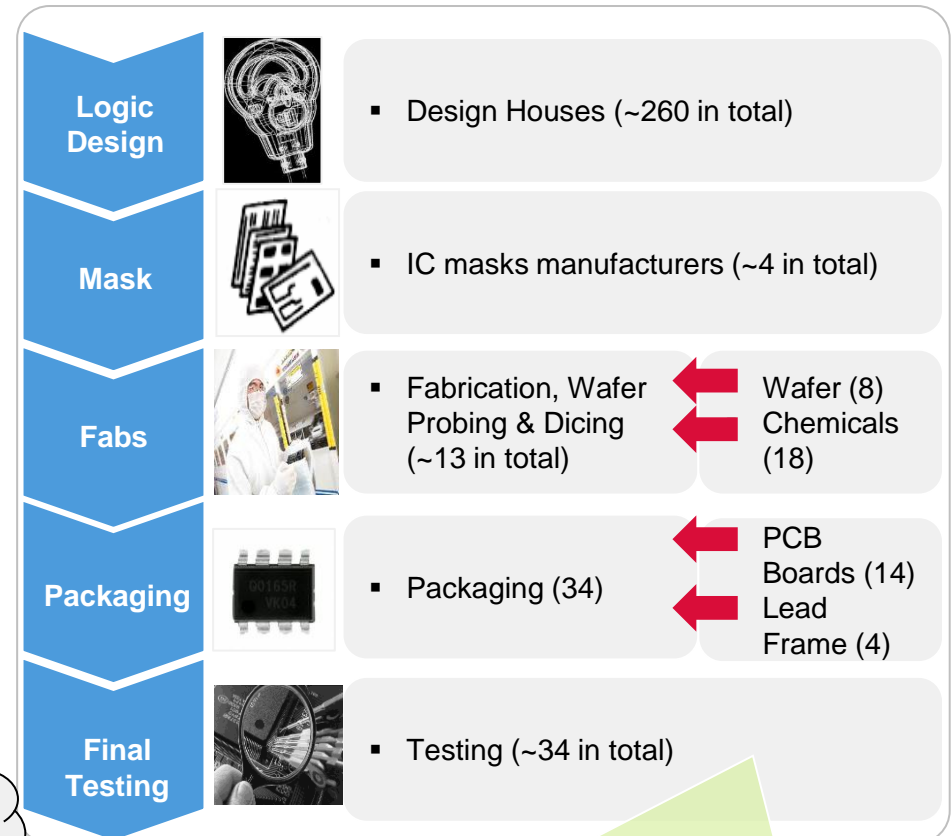 Logic
Design
▪ Design Houses (~260 in total)
Mask
▪ IC masks manufacturers (~4 in total)
Fabs
▪ Fabrication, Wafer
Probing & Dicing
(~13 in total)
Wafer (8)
Chemicals
(18)
Packaging
G0165R
VK04
▪ Packaging (34)
PCB
Boards (14)
Lead
Frame (4)
Final
Testing
▪ Testing (~34 in total)